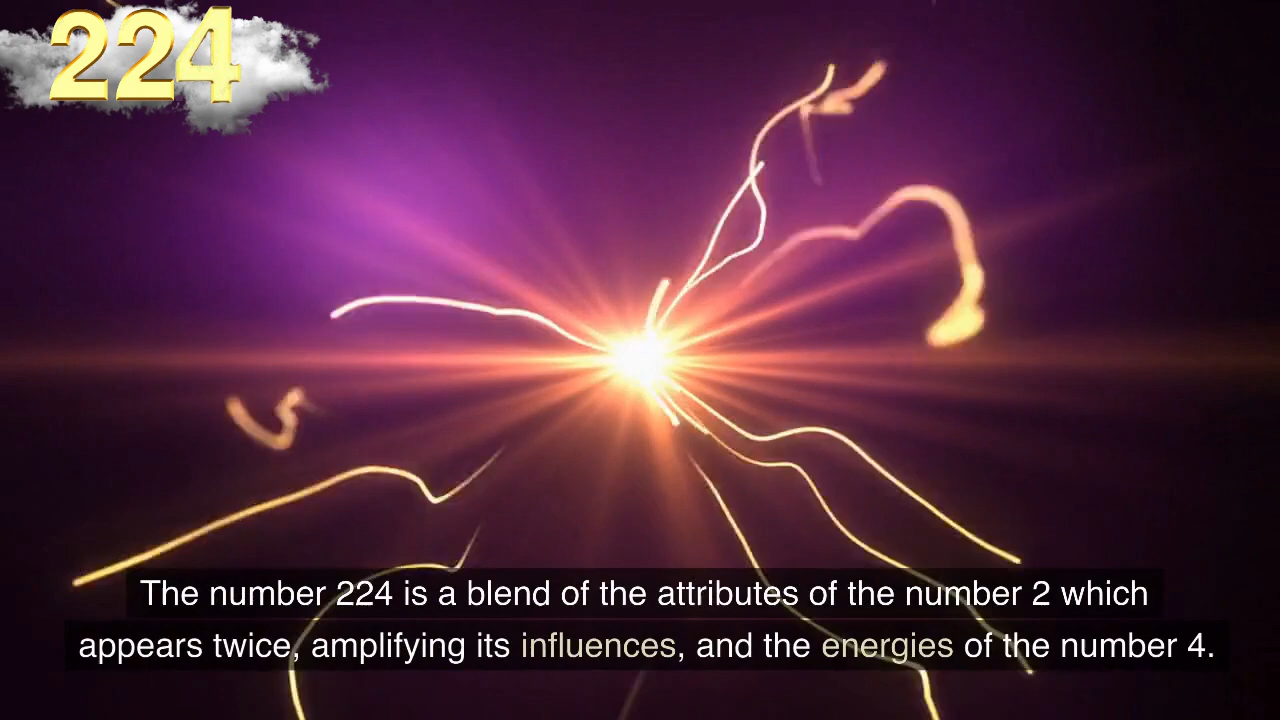 224
The number 224 is a blend of the attributes of the number 2 which
appears twice, amplifying its influences, and the energies of the number 4.